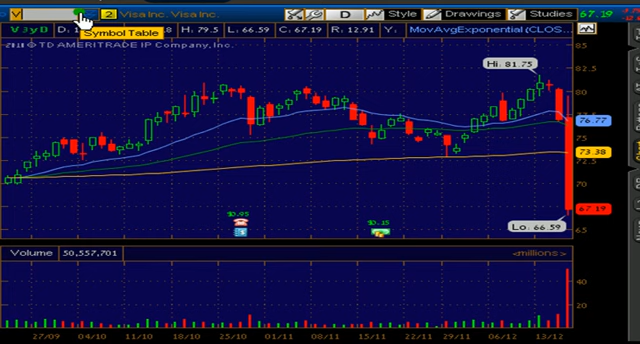 V 2 Visa Inc. Visa Inc. D Style Drawings Studies 67.19
Symbol Table
V 3 y D H: 79.5 L: 66.59 C: 67.19 R: 12.91 Y: MovAvgExponential (CLOS...
© TD AMERITRADE IP Company, Inc.
85
Hi: 81.75
82.5
80
77.5
76.77
75
73.38
70
67.19
Lo: 66.59
$0.95
$0.15
Volume 50,557,701 <millions>
40
20
27/09 04/10 11/10 18/10 25/10 01/11 08/11 15/11 22/11 29/11 06/12 13/12